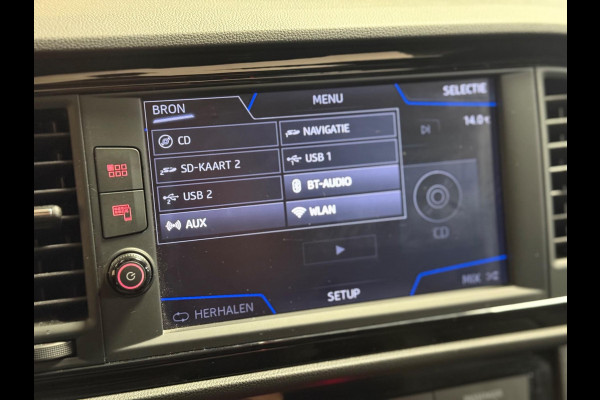 BRON
MENU
SELECTIE
CD
NAVIGATIE
14.0
SD-KAART 2
USB 1
USB 2
BT-AUDIO
AUX
WLAN
CD
SETUP
HERHALEN
MIX